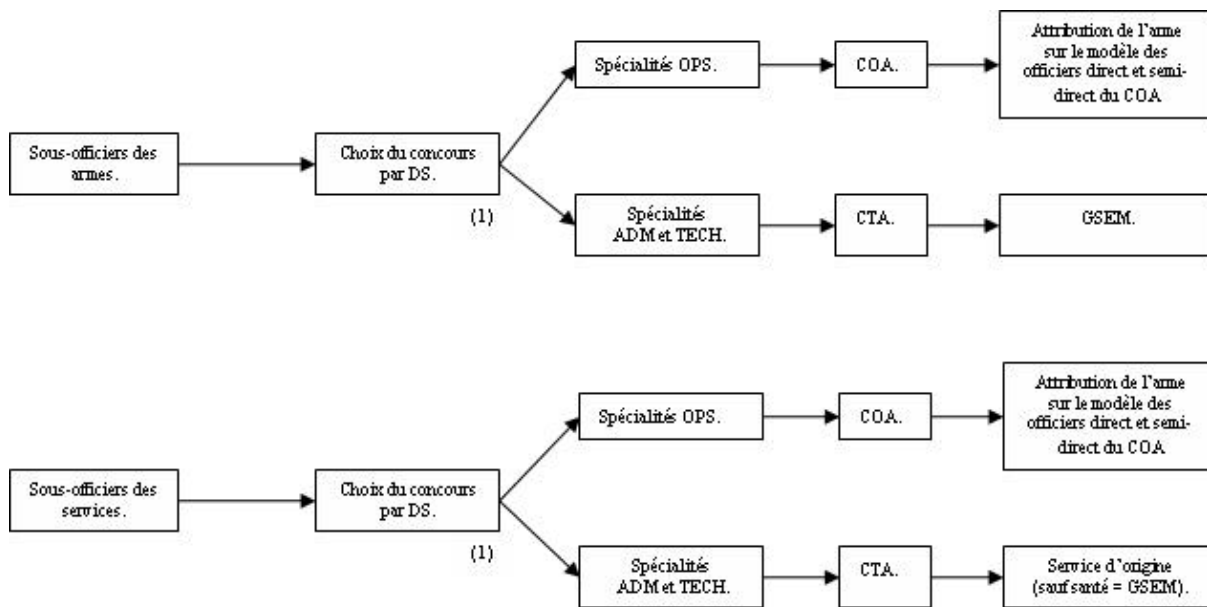 Attribution de l'arme
sur le modèle des
officiers direct et semi-
direct du COA
Spécialités OPS.
COA.
Sous-officiers des
armes.
Choix du concours
par DS.
(1)
Spécialités
ADM et TECH.
CTA.
GSEM.
Attribution de l'arme
sur le modèle des
officiers direct et semi-
direct du COA
Spécialités OPS.
COA.
Sous-officiers des
services.
Choix du concours
par DS.
(1)
Spécialités
ADM et TECH.
CTA.
Service d'origine
(sauf santé = GSEM).